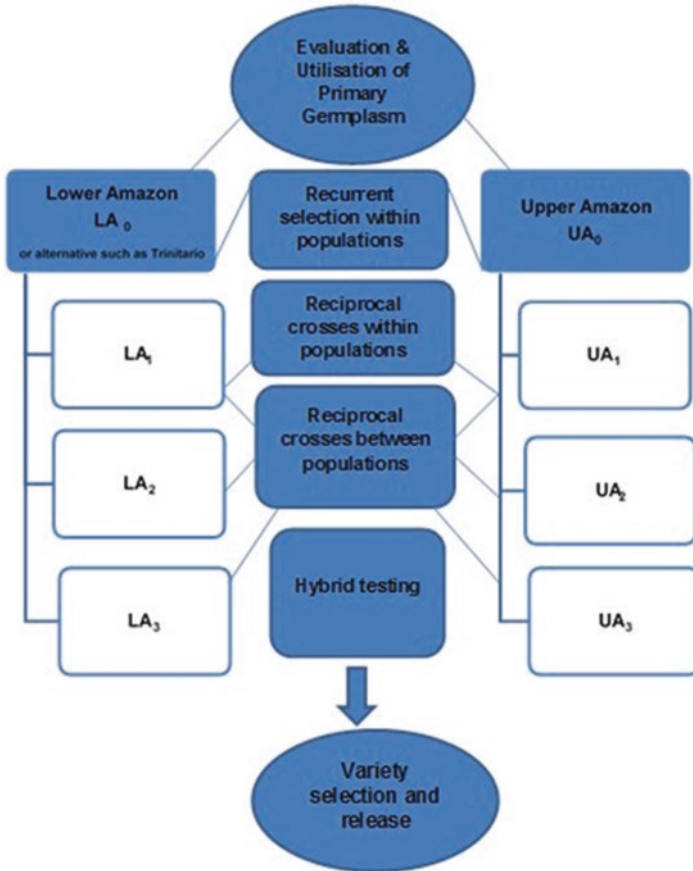 Evaluation &
Utilisation of
Primary
Germplasm
Lower Amazon
LA 0
or alternative such as Trinitario
Recurrent
selection within
populations
Upper Amazon
UA0
Reciprocal
crosses within
populations
LA1
UA1
Reciprocal
crosses between
populations
LA2
UA2
Hybrid testing
LA3
UA3
Variety
selection and
release